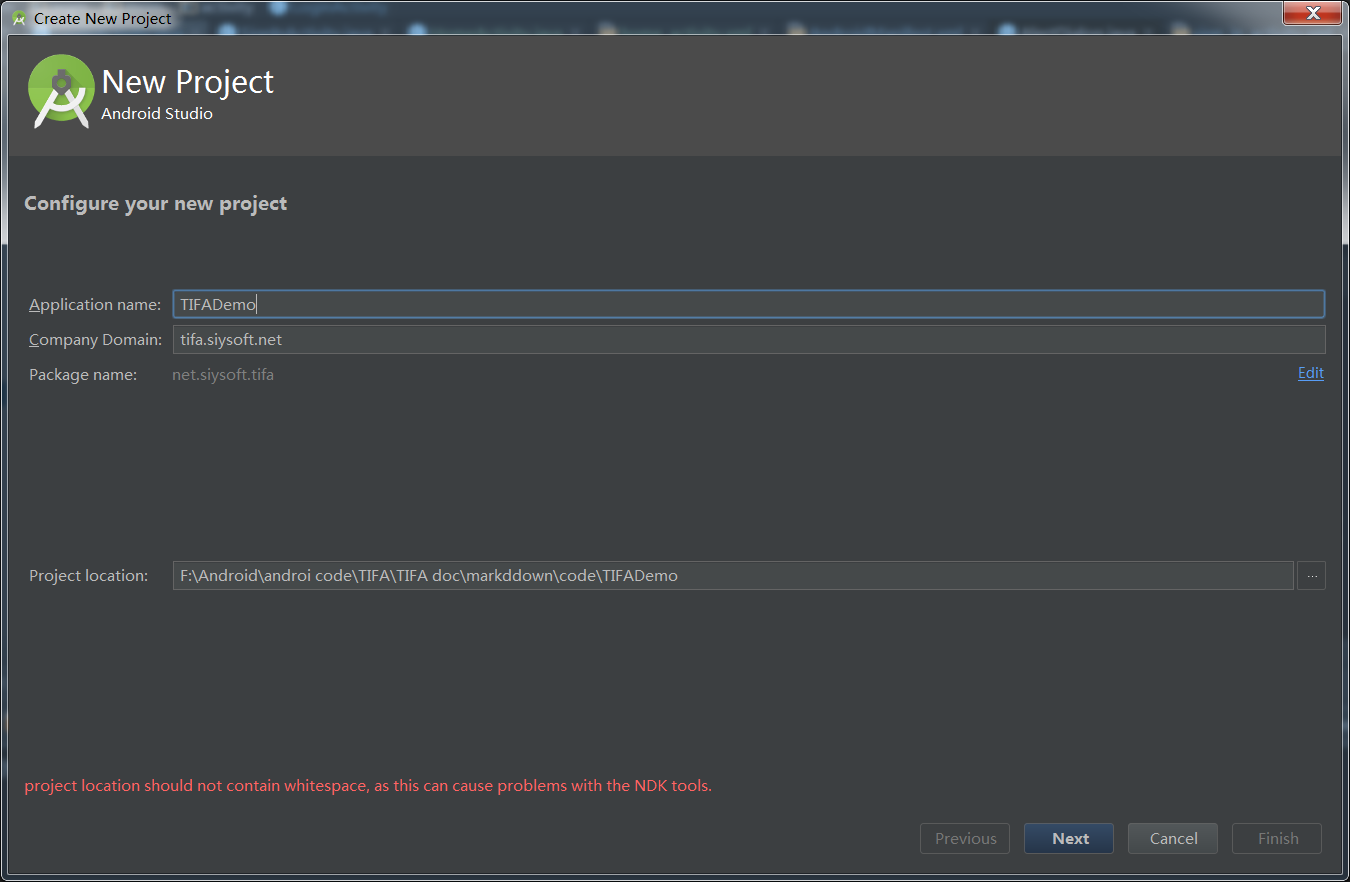 Create New Project
New Project
Android Studio
Configure your new project
Application name: TIFADemo
Company Domain: tifa.siysoft.net
Package name: net.siysoft.tifa Edit
Project location: F:\Android\androi code\TIFA\TIFA doc\markddown\code\TIFADemo ...
project location should not contain whitespace, as this can cause problems with the NDK tools.
Previous Next Cancel Finish